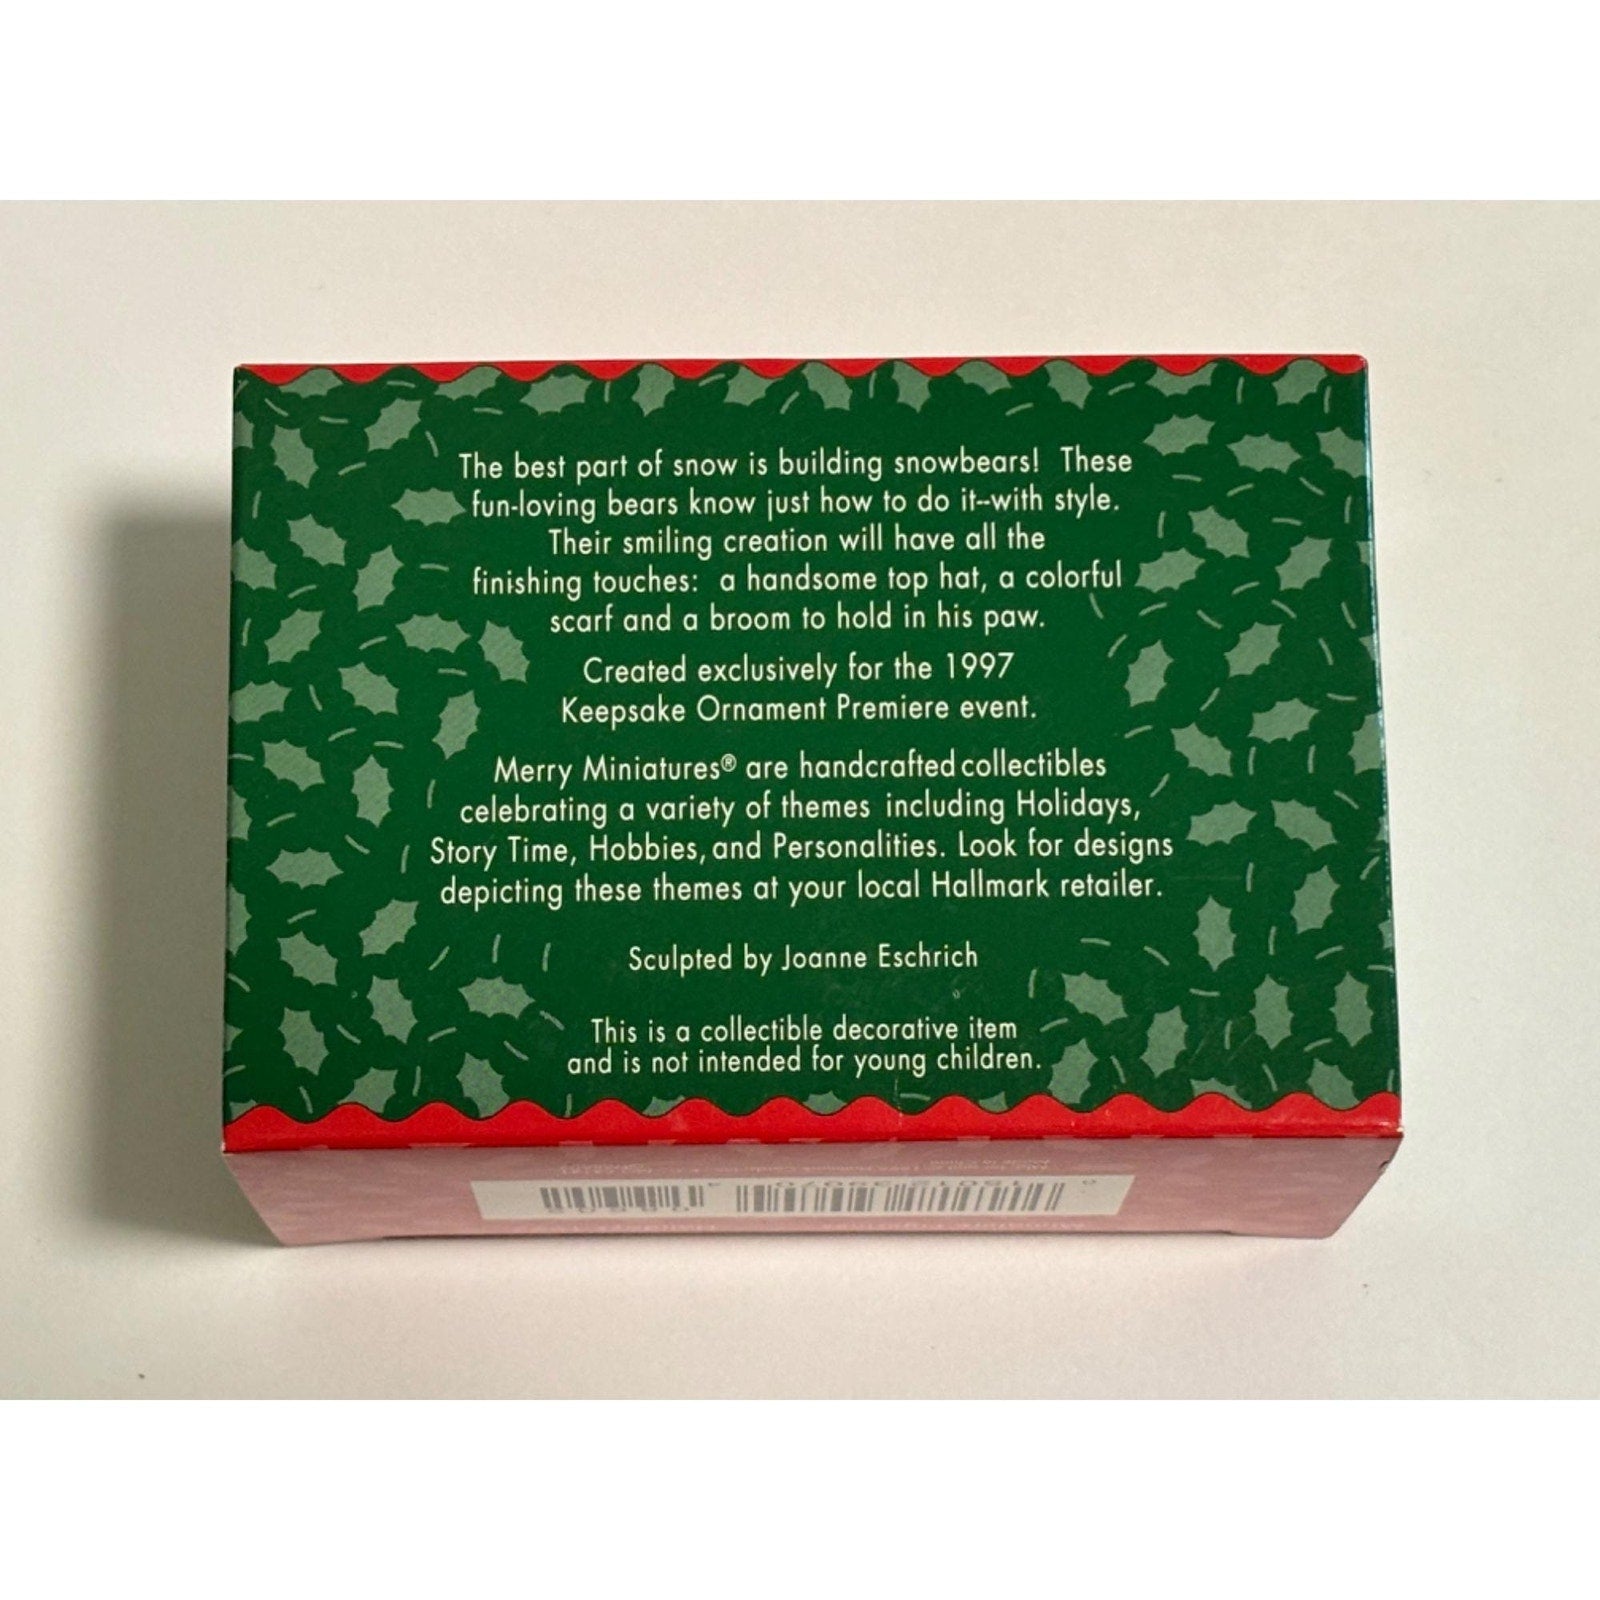 The best part of snow is building snowbears! These
fun-loving bears know just how to do it--with style.
Their smiling creation will have all the
finishing touches: a handsome top hat, a colorful
scarf and a broom to hold in his paw.
Created exclusively for the 1997
Keepsake Ornament Premiere event.
Merry Miniatures® are handcrafted collectibles
celebrating a variety of themes including Holidays,
Story Time, Hobbies, and Personalities. Look for designs
depicting these themes at your local Hallmark retailer.
Sculpted by Joanne Eschrich
This is a collectible decorative item
and is not intended for young children.